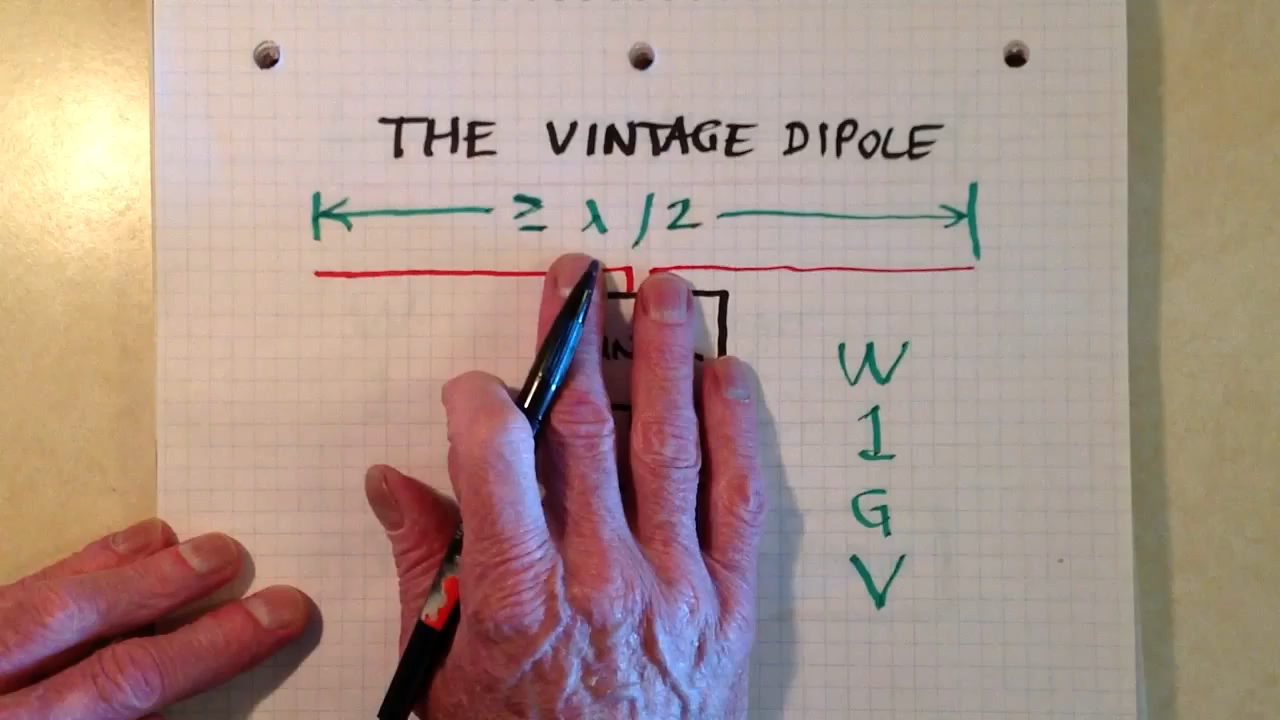 THE VINTAGE DIPOLE
≥ λ / 2
W
1
G
V